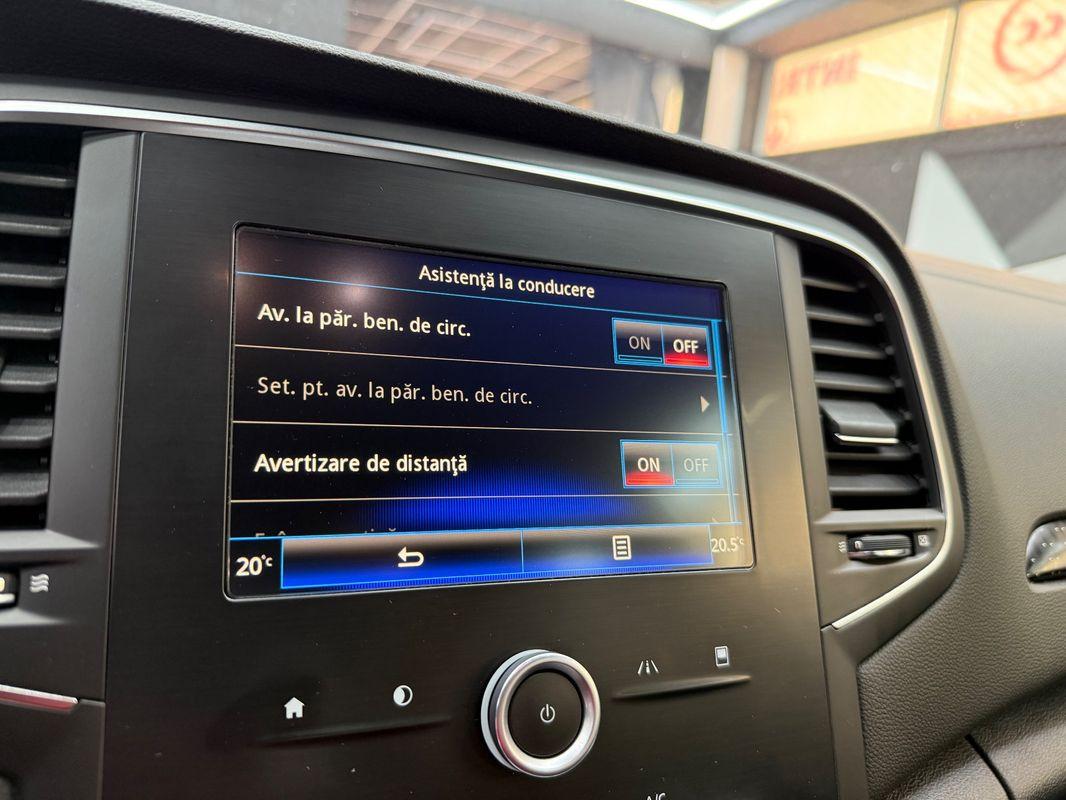 Asistenţă la conducere
Av. la păr. ben. de circ.
ON OFF
Set. pt. av. la păr. ben. de circ.
Avertizare de distanţă
ON OFF
20°C
20.5°C
A/C